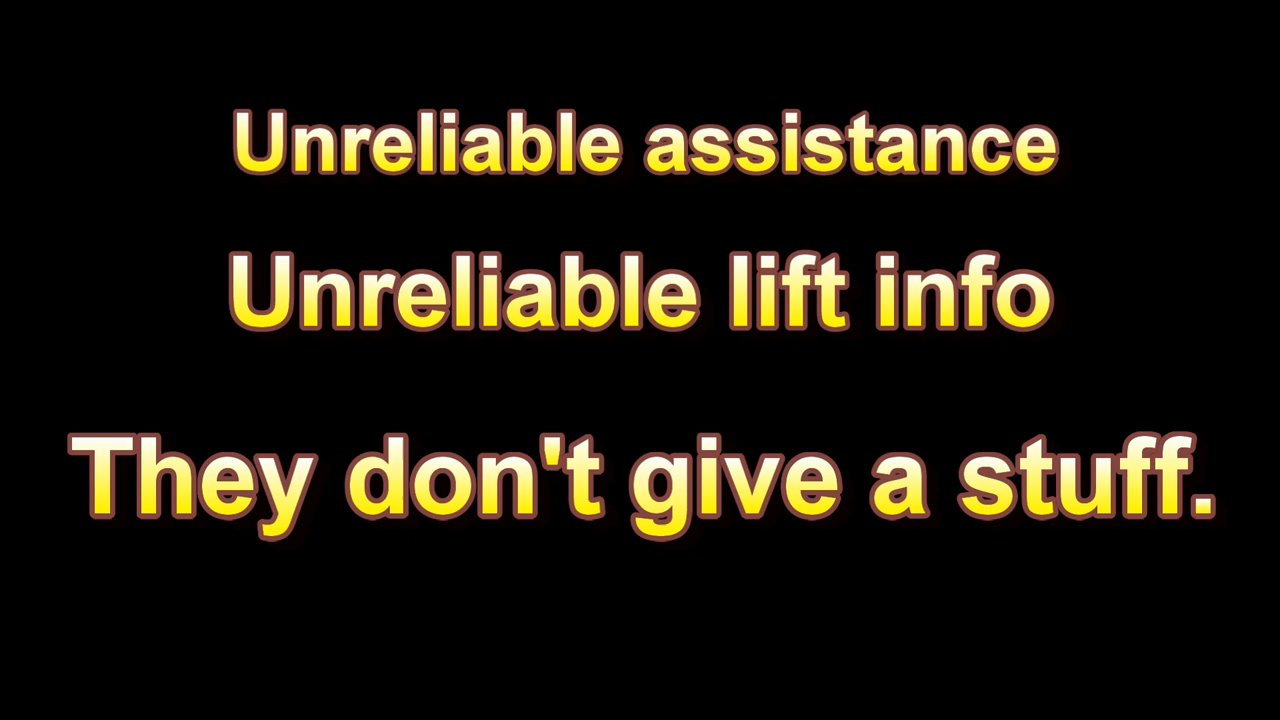 Unreliable assistance
Unreliable lift info
They don't give a stuff.